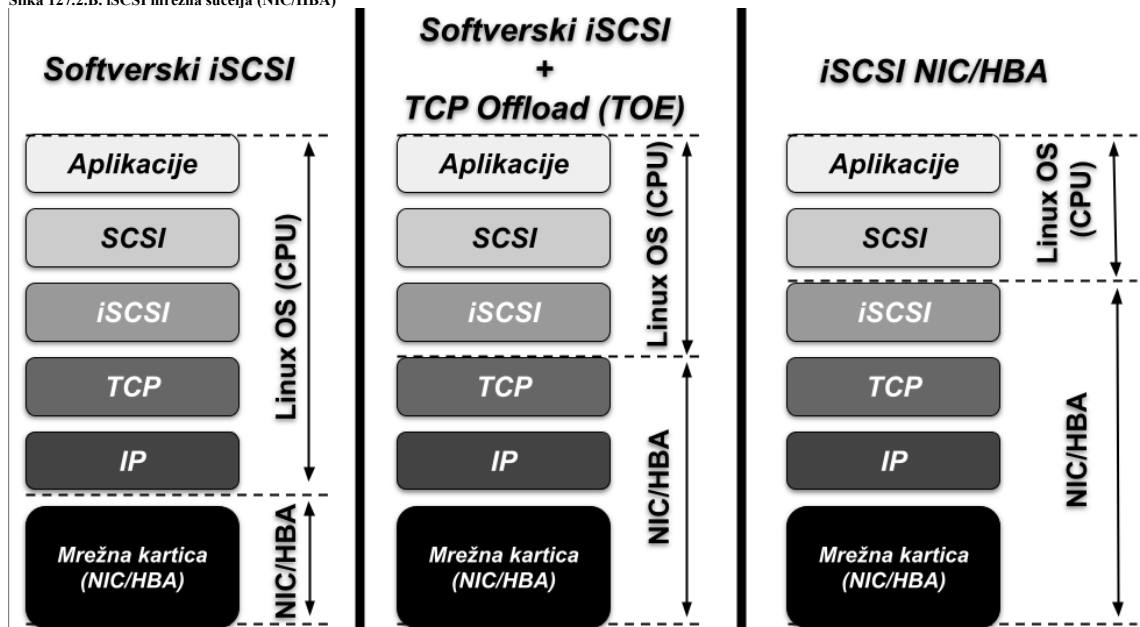 Slika 127.2.B. iSCSI mrežna sučelja (NIC/HBA)
Softverski iSCSI
Aplikacije
SCSI
iSCSI
TCP
IP
Mrežna kartica
(NIC/HBA)
Linux OS (CPU)
NIC/HBA
Softverski iSCSI
+
TCP Offload (TOE)
Aplikacije
SCSI
iSCSI
TCP
IP
Mrežna kartica
(NIC/HBA)
Linux OS (CPU)
NIC/HBA
iSCSI NIC/HBA
Aplikacije
SCSI
iSCSI
TCP
IP
Mrežna kartica
(NIC/HBA)
Linux OS
(CPU)
NIC/HBA